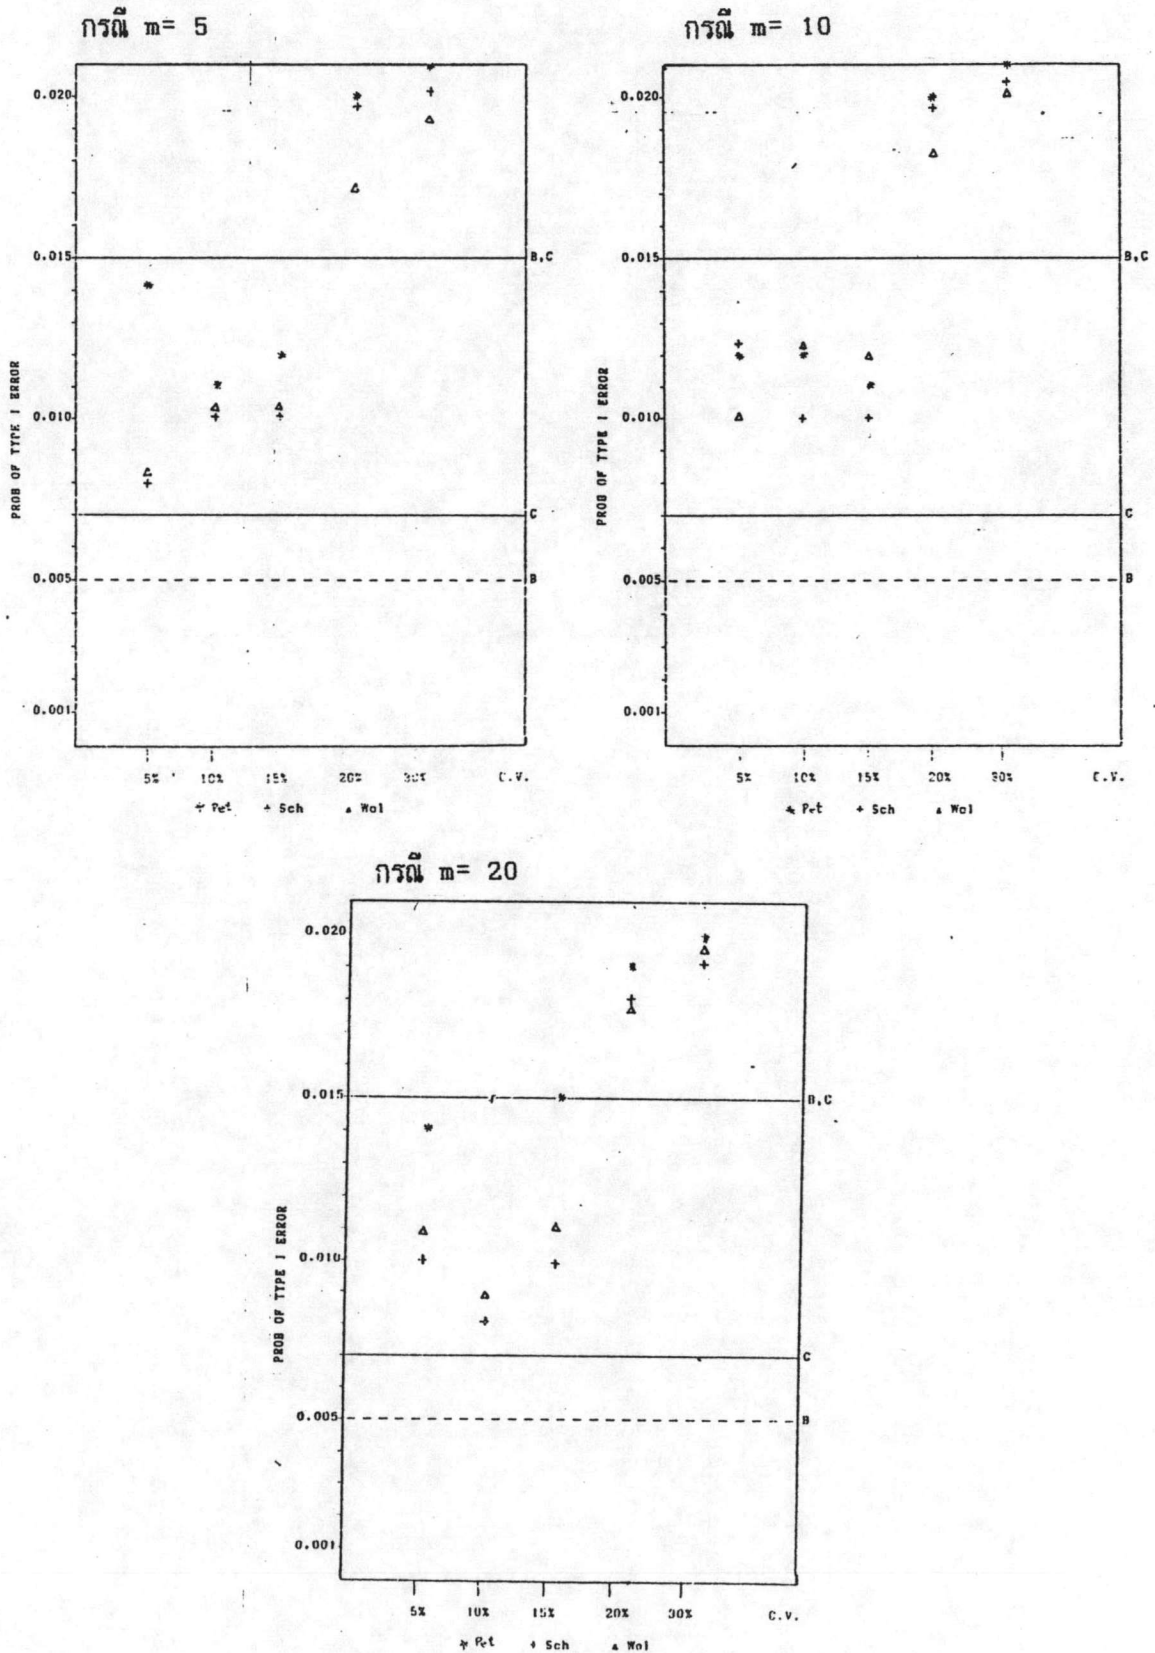 กรณี m= 5
0.020
0.015
0.010
0.005
0.001
PROB OF TYPE I ERROR
B,C
C
B
5% 10% 15% 20% 30% C.V.
* Pet + Sch ▵ Wol
กรณี m= 10
0.020
0.015
0.010
0.005
0.001
PROB OF TYPE I ERROR
B,C
C
B
5% 10% 15% 20% 30% C.V.
* Pet + Sch ▵ Wol
กรณี m= 20
0.020
0.015
0.010
0.005
0.001
PROB OF TYPE I ERROR
B,C
C
B
5% 10% 15% 20% 30% C.V.
* Pet + Sch ▵ Wol